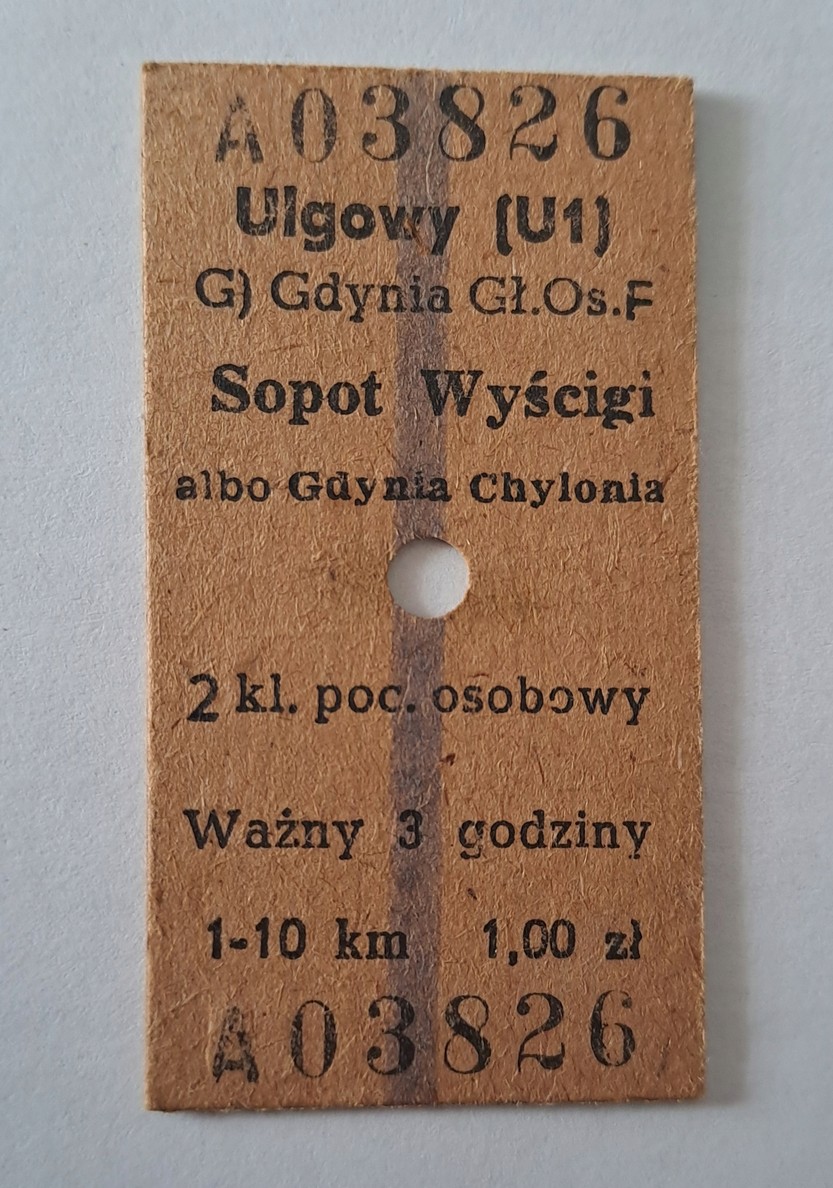 A03826
Ulgowy (U1)
G) Gdynia Gł.Os.F
Sopot Wyścigi
albo Gdynia Chylonia
2 kl. poc. osobowy
Ważny 3 godziny
1-10 km 1,00 zł
A03826